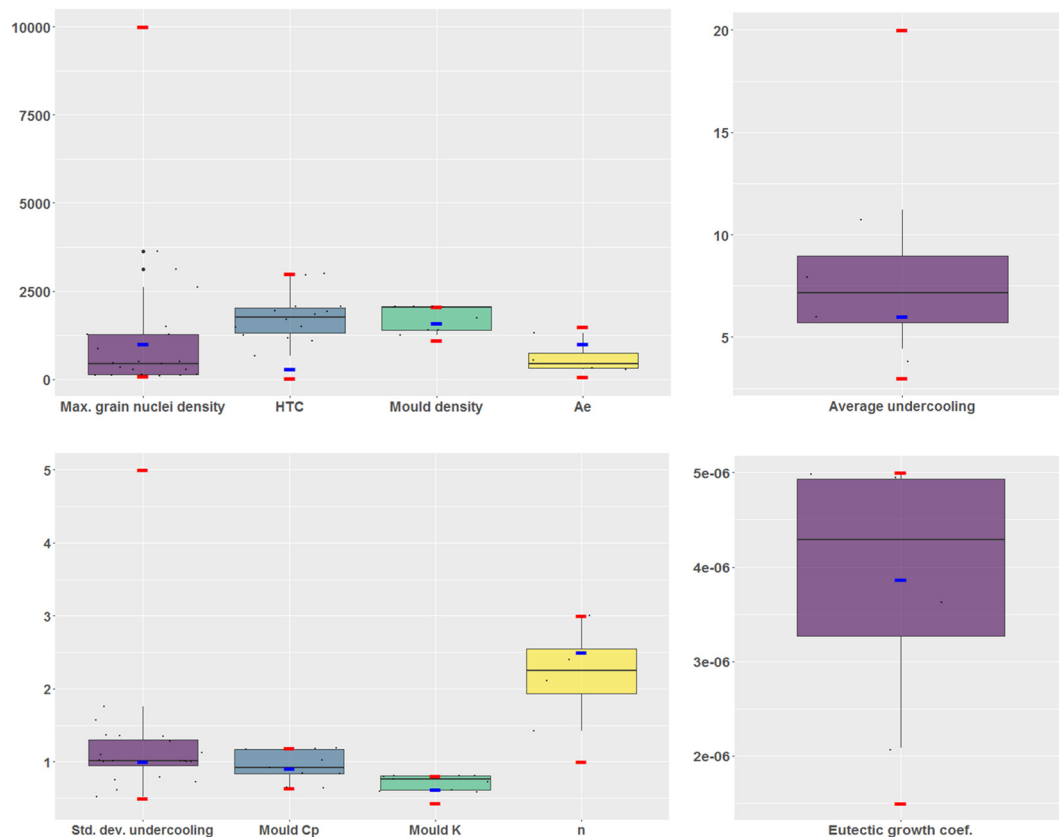 10000
7500
5000
2500
0
Max. grain nuclei density HTC Mould density Ae
20
15
10
5
Average undercooling
5
4
3
2
1
Std. dev. undercooling Mould Cp Mould K n
5e-06
4e-06
3e-06
2e-06
Eutectic growth coef.